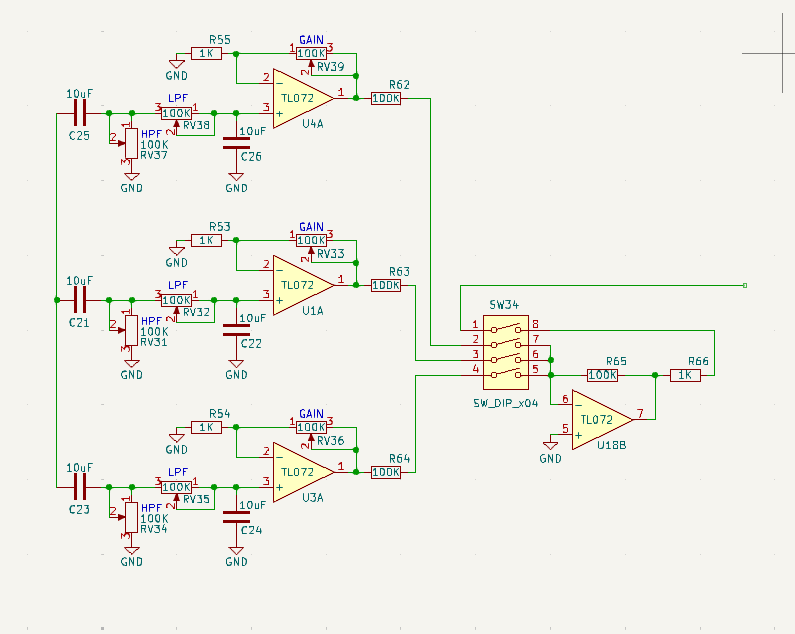 R55
1K
GND
GAIN
1 100K 3
2 RV39
10uF
C25
LPF
3 100K 1
2 RV38
1
2
3
HPF
100K
RV37
GND
10uF
C26
GND
2
3
TL072
1
U4A
R62
100K
R53
1K
GND
GAIN
1 100K 3
2 RV33
10uF
C21
LPF
3 100K 1
2 RV32
1
2
3
HPF
100K
RV31
GND
10uF
C22
GND
2
3
TL072
1
U1A
R63
100K
SW34
1
2
3
4
8
7
6
5
SW_DIP_x04
R65
100K
R66
1K
6
5
TL072
7
U18B
GND
R54
1K
GND
GAIN
1 100K 3
2 RV36
10uF
C23
LPF
3 100K 1
2 RV35
1
2
3
HPF
100K
RV34
GND
10uF
C24
GND
2
3
TL072
1
U3A
R64
100K